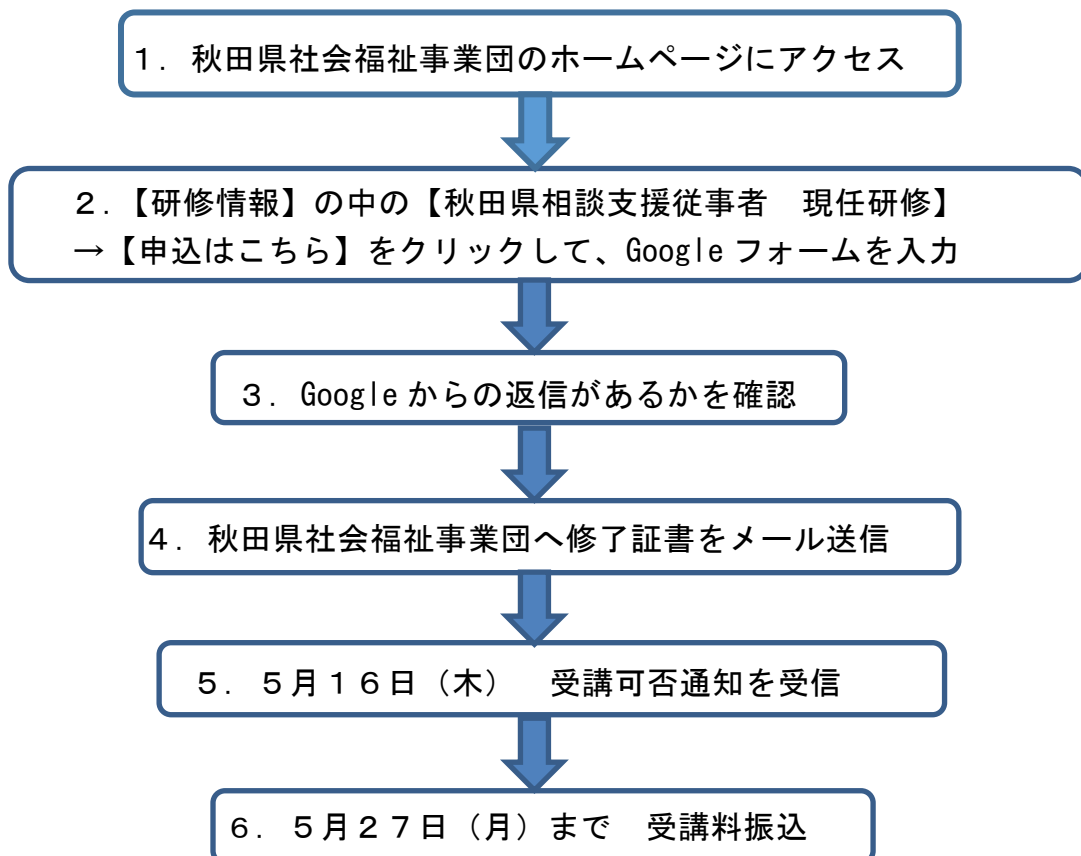 １．秋田県社会福祉事業団のホームページにアクセス
２．【研修情報】の中の【秋田県相談支援従事者　現任研修】
→【申込はこちら】をクリックして、Google フォームを入力
３．Google からの返信があるかを確認
４．秋田県社会福祉事業団へ修了証書をメール送信
５．５月１６日（木）　受講可否通知を受信
６．５月２７日（月）まで　受講料振込